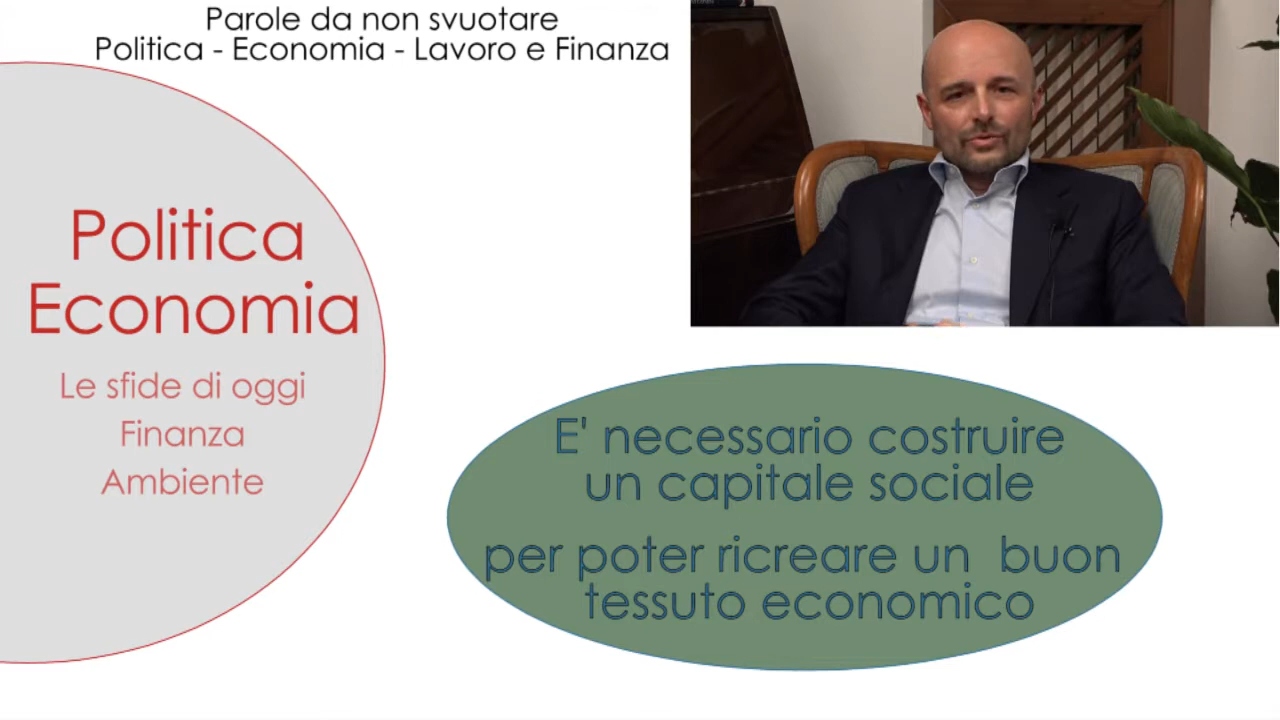 Parole da non svuotare
Politica - Economia - Lavoro e Finanza
Politica
Economia
Le sfide di oggi
Finanza
Ambiente
E' necessario costruire
un capitale sociale
per poter ricreare un buon
tessuto economico